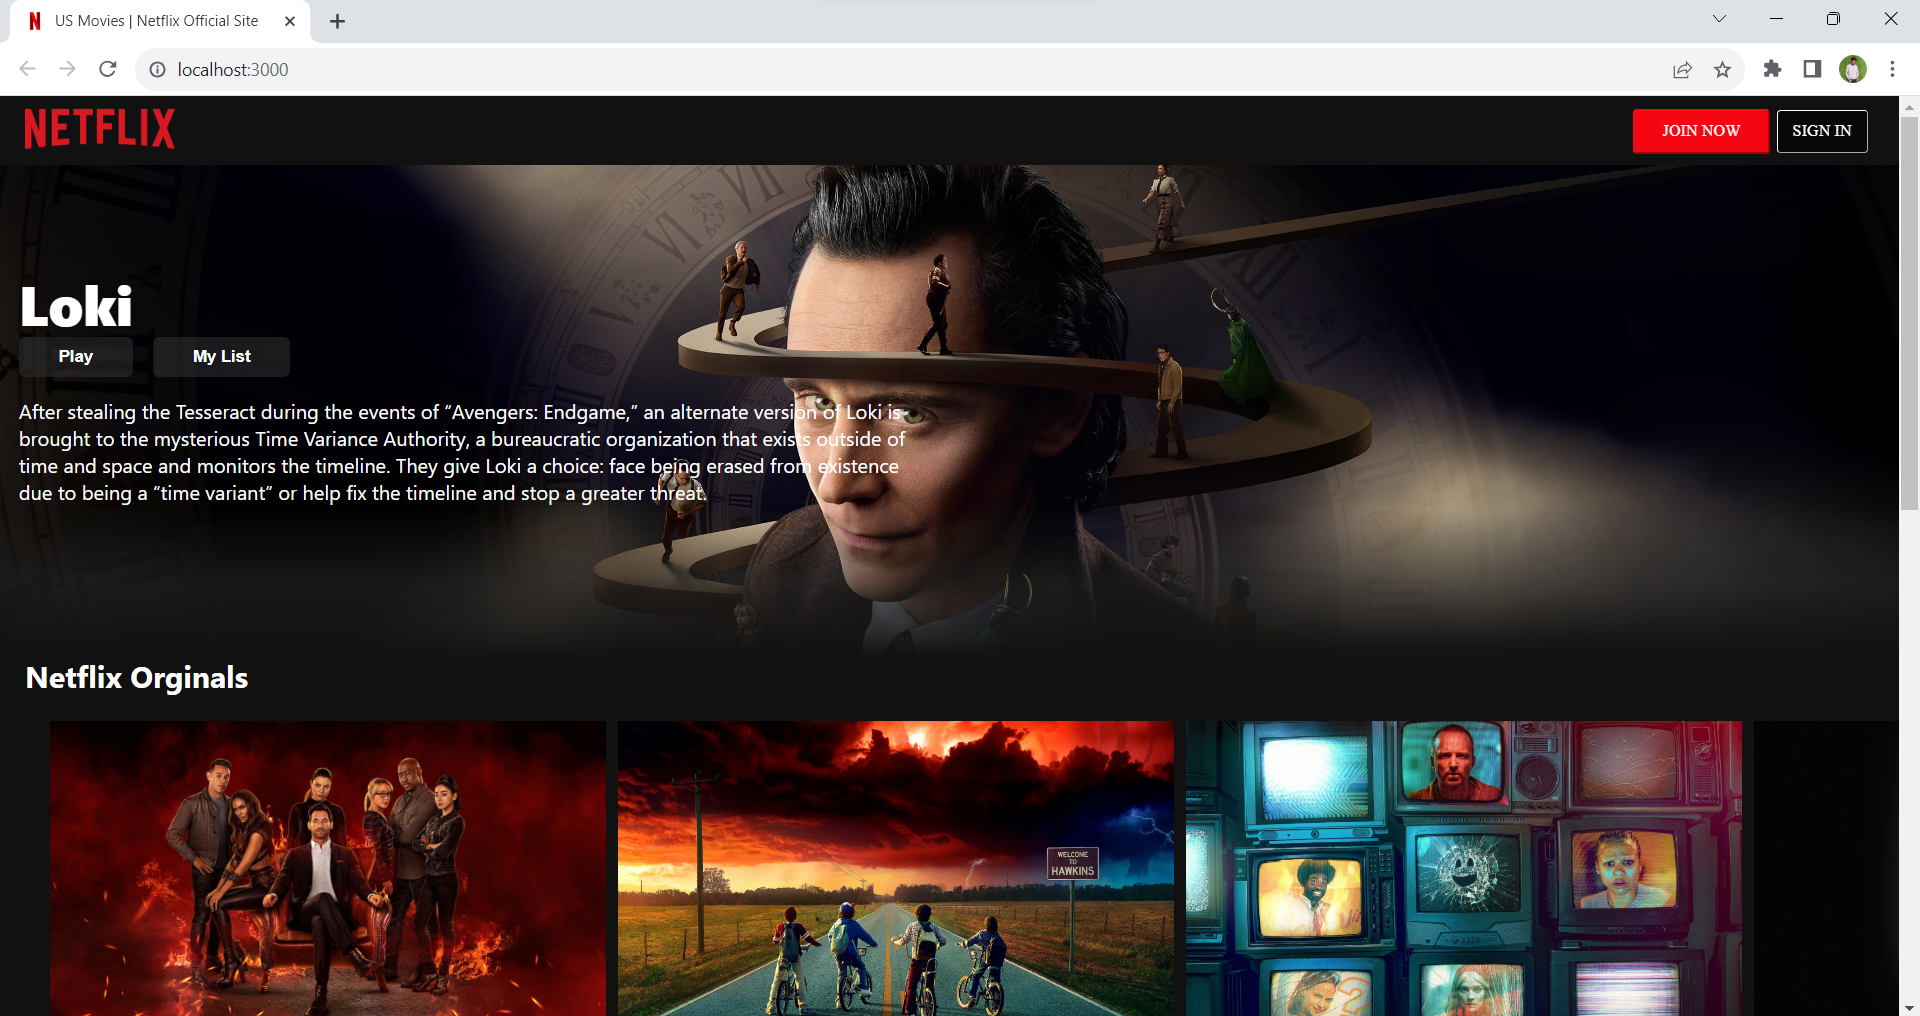 US Movies | Netflix Official Site
localhost:3000
NETFLIX
JOIN NOW
SIGN IN
Loki
Play
My List
After stealing the Tesseract during the events of “Avengers: Endgame,” an alternate version of Loki is
brought to the mysterious Time Variance Authority, a bureaucratic organization that exists outside of
time and space and monitors the timeline. They give Loki a choice: face being erased from existence
due to being a “time variant” or help fix the timeline and stop a greater threat.
Netflix Orginals
WELCOME
TO
HAWKINS